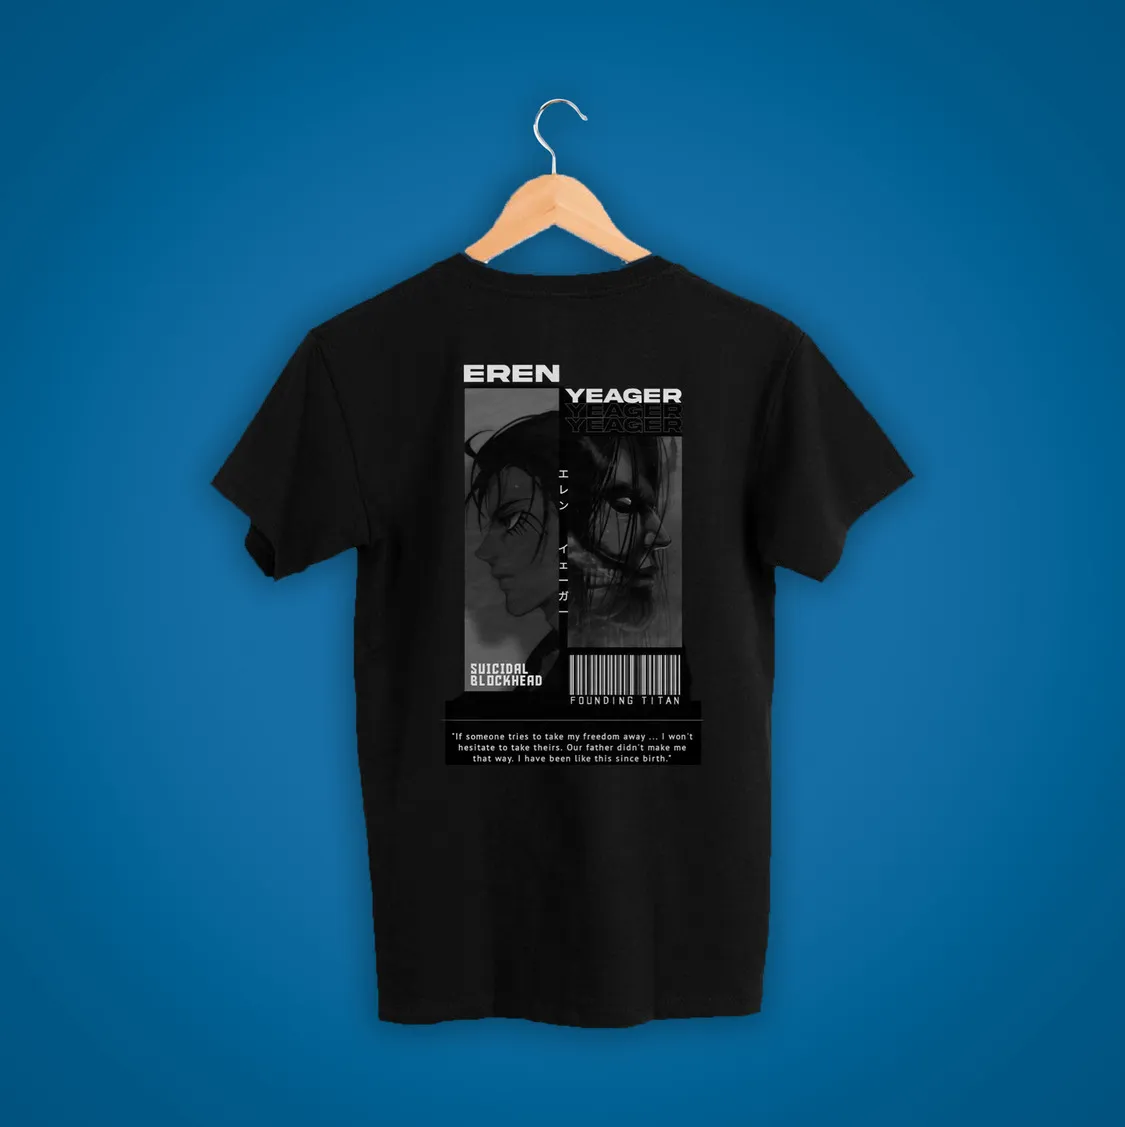 EREN
YEAGER
YEAGER
YEAGER
エレン
イェーガー
SUICIDAL
BLOCKHEAD
FOUNDING TITAN
"If someone tries to take my freedom away ... I won't
hesitate to take theirs. Our father didn't make me
that way. I have been like this since birth."